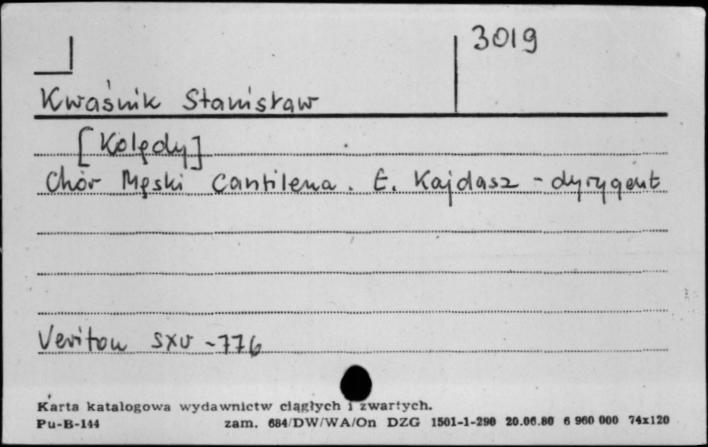 3019
Kwaśnik Stanisław
[Kolędy]
Chór Męski Cantilena. E. Kajdasz - dyrygent
Veriton SXV-776
Karta katalogowa wydawnictw ciągłych i zwartych.
Pu-B-144 zam. 684/DW/WA/On DZG 1501-1-290 20.06.80 6 960 000 74x120